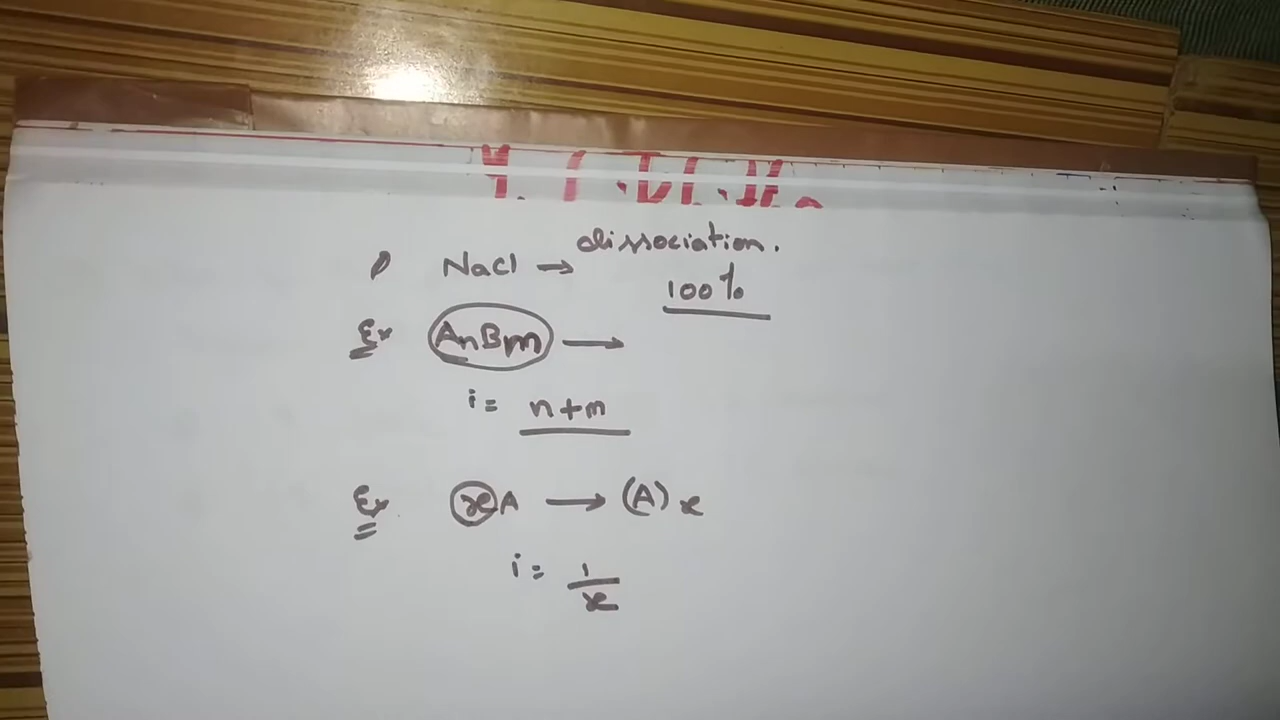 NaCl → dissociation.
100%
Ex AnBm →
i = n+m
Ex xA → (A)x
i = 1/x